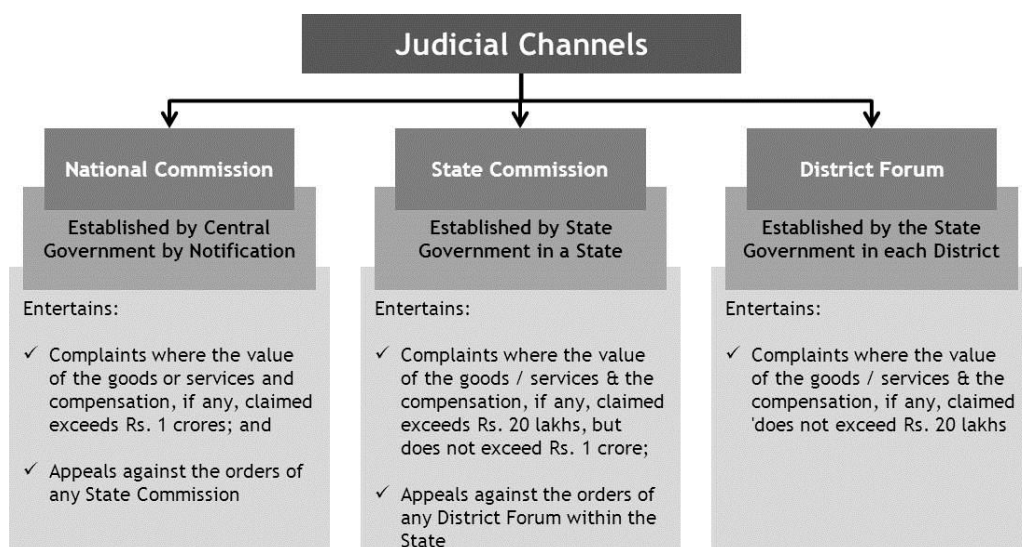 Judicial Channels
National Commission
Established by Central
Government by Notification
Entertains:
✓ Complaints where the value
of the goods or services and
compensation, if any, claimed
exceeds Rs. 1 crores; and
✓ Appeals against the orders of
any State Commission
State Commission
Established by State
Government in a State
Entertains:
✓ Complaints where the value
of the goods / services & the
compensation, if any, claimed
exceeds Rs. 20 lakhs, but
does not exceed Rs. 1 crore;
✓ Appeals against the orders of
any District Forum within the
State
District Forum
Established by the State
Government in each District
Entertains:
✓ Complaints where the value
of the goods / services & the
compensation, if any, claimed
'does not exceed Rs. 20 lakhs